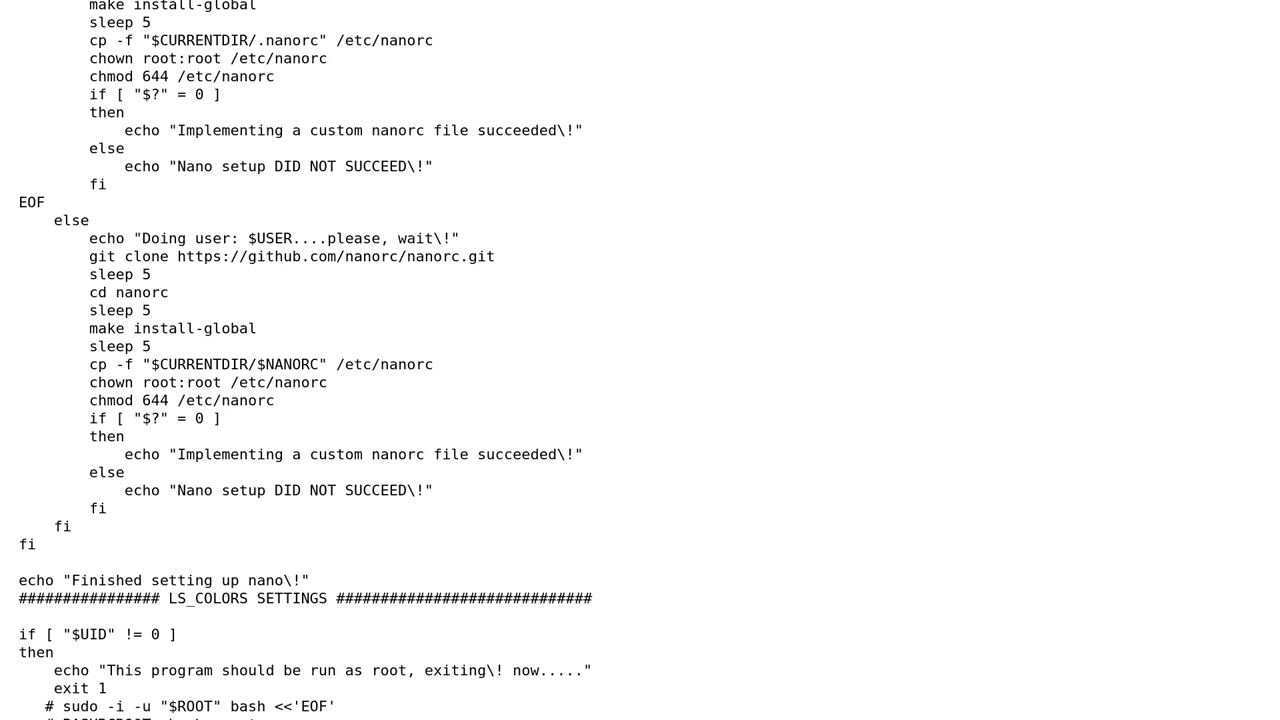 make install-global
        sleep 5
        cp -f "$CURRENTDIR/.nanorc" /etc/nanorc
        chown root:root /etc/nanorc
        chmod 644 /etc/nanorc
        if [ "$?" = 0 ]
        then
            echo "Implementing a custom nanorc file succeeded\!"
        else
            echo "Nano setup DID NOT SUCCEED\!"
        fi
EOF
    else
        echo "Doing user: $USER....please, wait\!"
        git clone https://github.com/nanorc/nanorc.git
        sleep 5
        cd nanorc
        sleep 5
        make install-global
        sleep 5
        cp -f "$CURRENTDIR/$NANORC" /etc/nanorc
        chown root:root /etc/nanorc
        chmod 644 /etc/nanorc
        if [ "$?" = 0 ]
        then
            echo "Implementing a custom nanorc file succeeded\!"
        else
            echo "Nano setup DID NOT SUCCEED\!"
        fi
    fi
fi

echo "Finished setting up nano\!"
################ LS_COLORS SETTINGS #############################

if [ "$UID" != 0 ]
then
    echo "This program should be run as root, exiting\! now....."
    exit 1
   # sudo -i -u "$ROOT" bash <<'EOF'